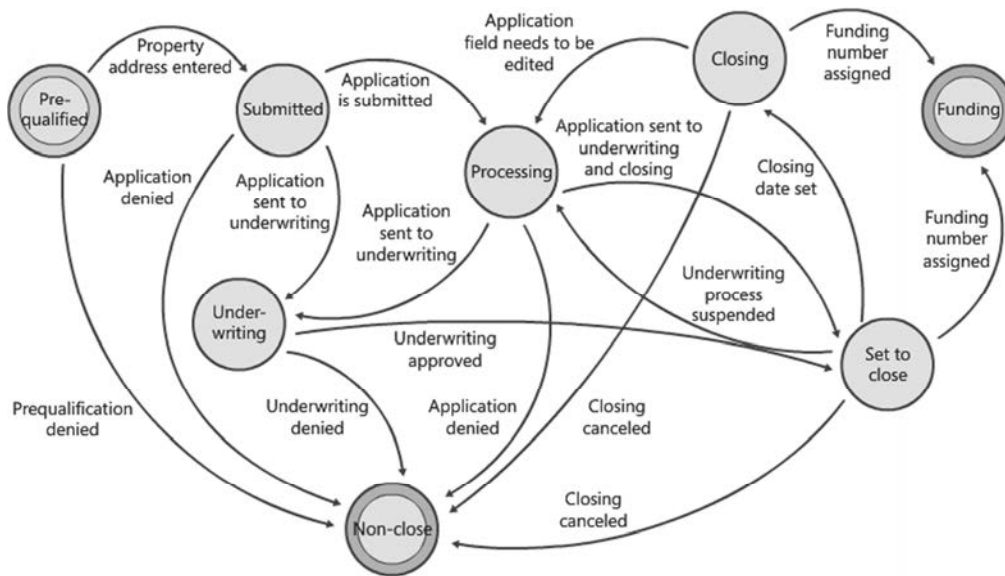 Pre-
qualified
Property
address entered
Submitted
Application
is submitted
Application
field needs to be
edited
Closing
Funding
number
assigned
Funding
Application
denied
Application
sent to
underwriting
Application
sent to
underwriting
Processing
Application sent to
underwriting
and closing
Closing
date set
Funding
number
assigned
Under-
writing
Underwriting
approved
Underwriting
process
suspended
Set to
close
Prequalification
denied
Underwriting
denied
Application
denied
Closing
canceled
Non-close
Closing
canceled